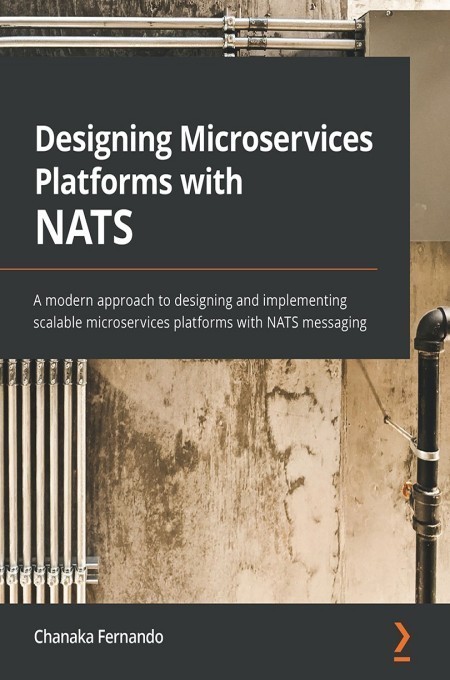 Designing Microservices
Platforms with
NATS
A modern approach to designing and implementing
scalable microservices platforms with NATS messaging
Chanaka Fernando